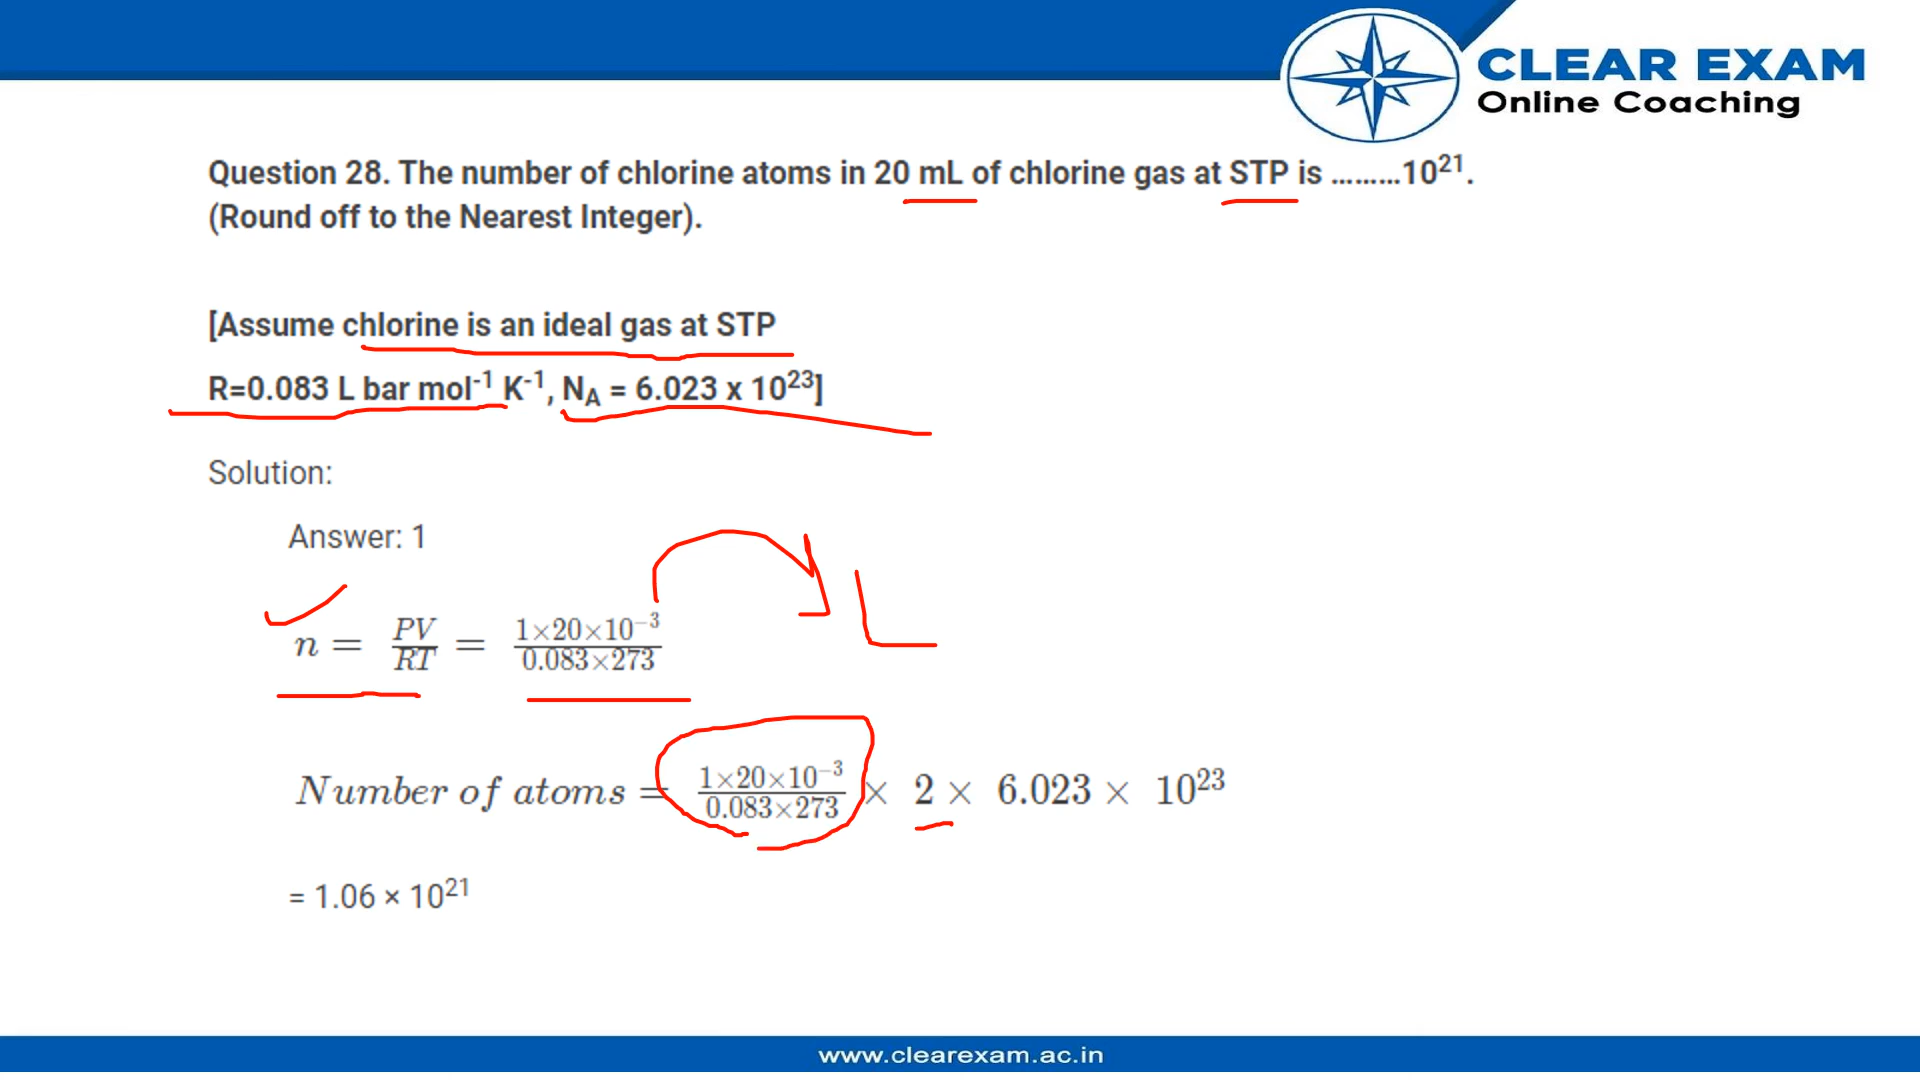 CLEAR EXAM
Online Coaching
Question 28. The number of chlorine atoms in 20 mL of chlorine gas at STP is .........10²¹.
(Round off to the Nearest Integer).
[Assume chlorine is an ideal gas at STP
R=0.083 L bar mol⁻¹ K⁻¹, N_A = 6.023 x 10²³]
Solution:
Answer: 1
n = PV/RT = 1×20×10⁻³/0.083×273
L
Number of atoms = 1×20×10⁻³/0.083×273 × 2 × 6.023 × 10²³
= 1.06 × 10²¹
www.clearexam.ac.in